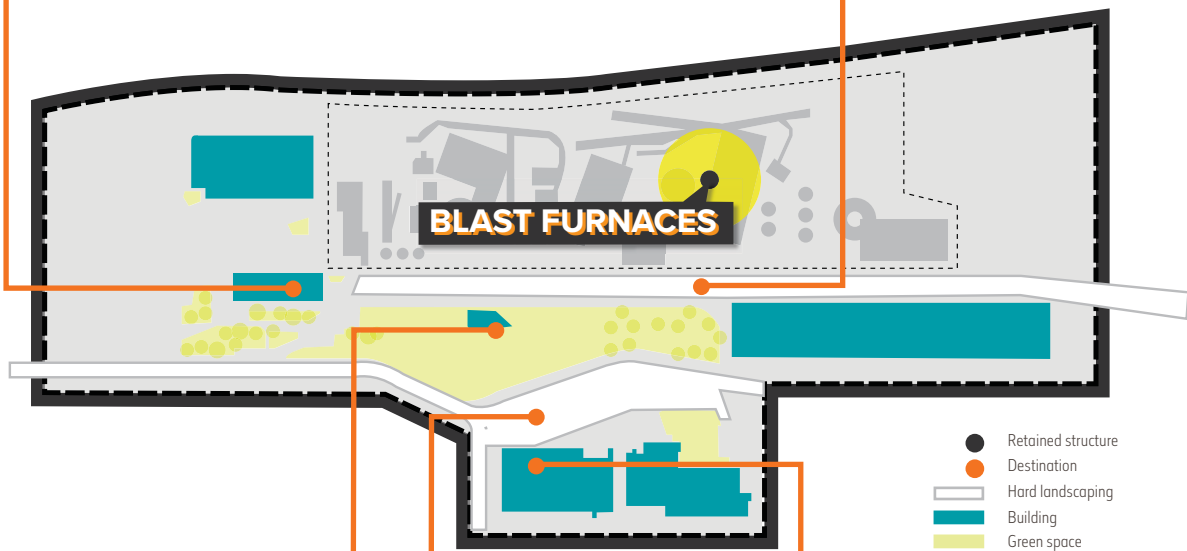 BLAST FURNACES
Retained structure
Destination
Hard landscaping
Building
Green space